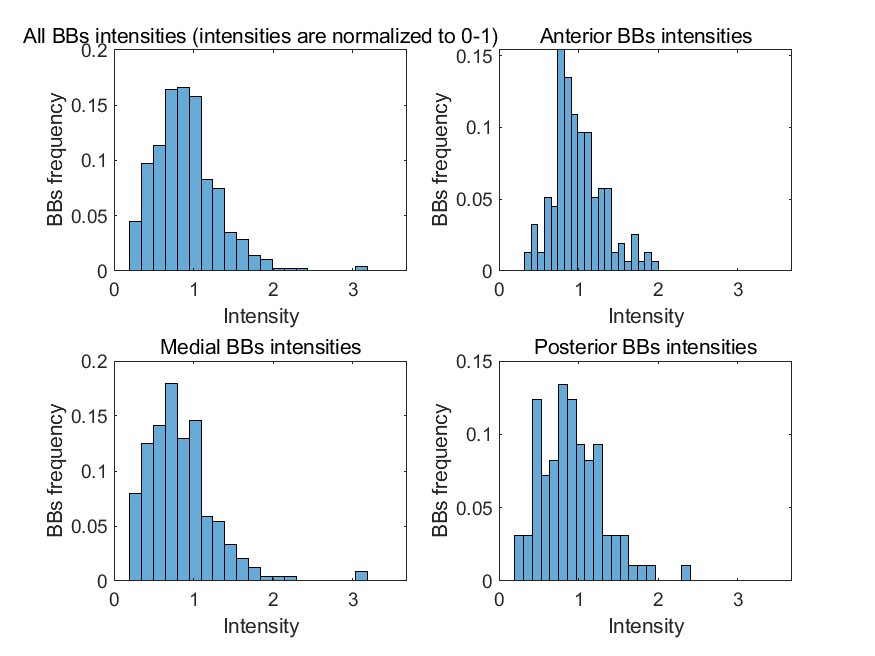 All BBs intensities (intensities are normalized to 0-1)
0.2
0.15
0.1
0.05
0
BBs frequency
0 1 2 3
Intensity
Anterior BBs intensities
0.15
0.1
0.05
0
BBs frequency
0 1 2 3
Intensity
Medial BBs intensities
0.2
0.15
0.1
0.05
0
BBs frequency
0 1 2 3
Intensity
Posterior BBs intensities
0.15
0.1
0.05
0
BBs frequency
0 1 2 3
Intensity